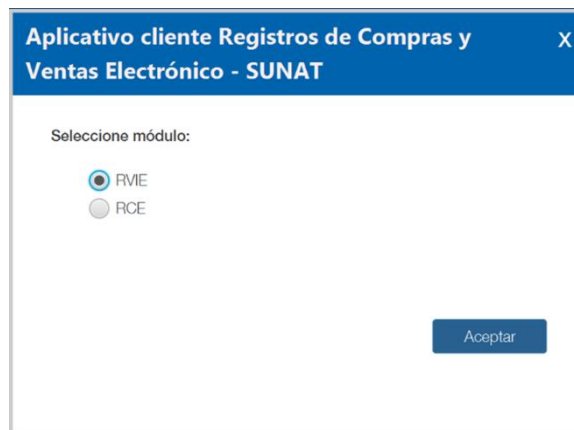 Aplicativo cliente Registros de Compras y X
Ventas Electrónico - SUNAT
Seleccione módulo:
RVIE
RCE
Aceptar